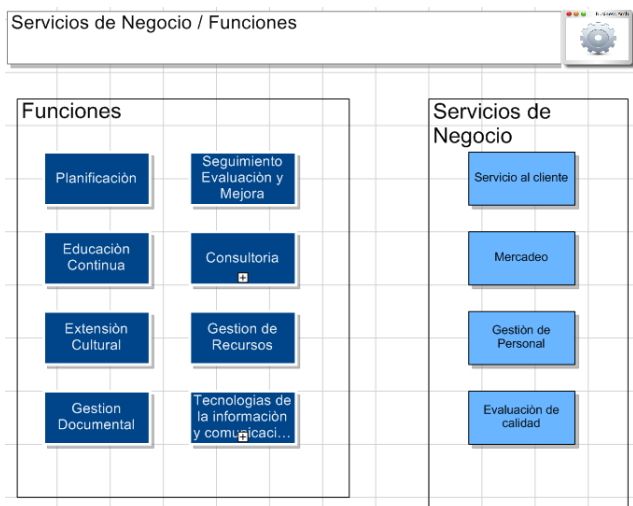 Servicios de Negocio / Funciones
Funciones
Planificaciòn
Seguimiento
Evaluaciòn y
Mejora
Educaciòn
Continua
Consultoria
Extensiòn
Cultural
Gestion de
Recursos
Gestion
Documental
Tecnologias de
la informaciòn
y comunicaci...
Servicios de
Negocio
Servicio al cliente
Mercadeo
Gestiòn de
Personal
Evaluaciòn de
calidad